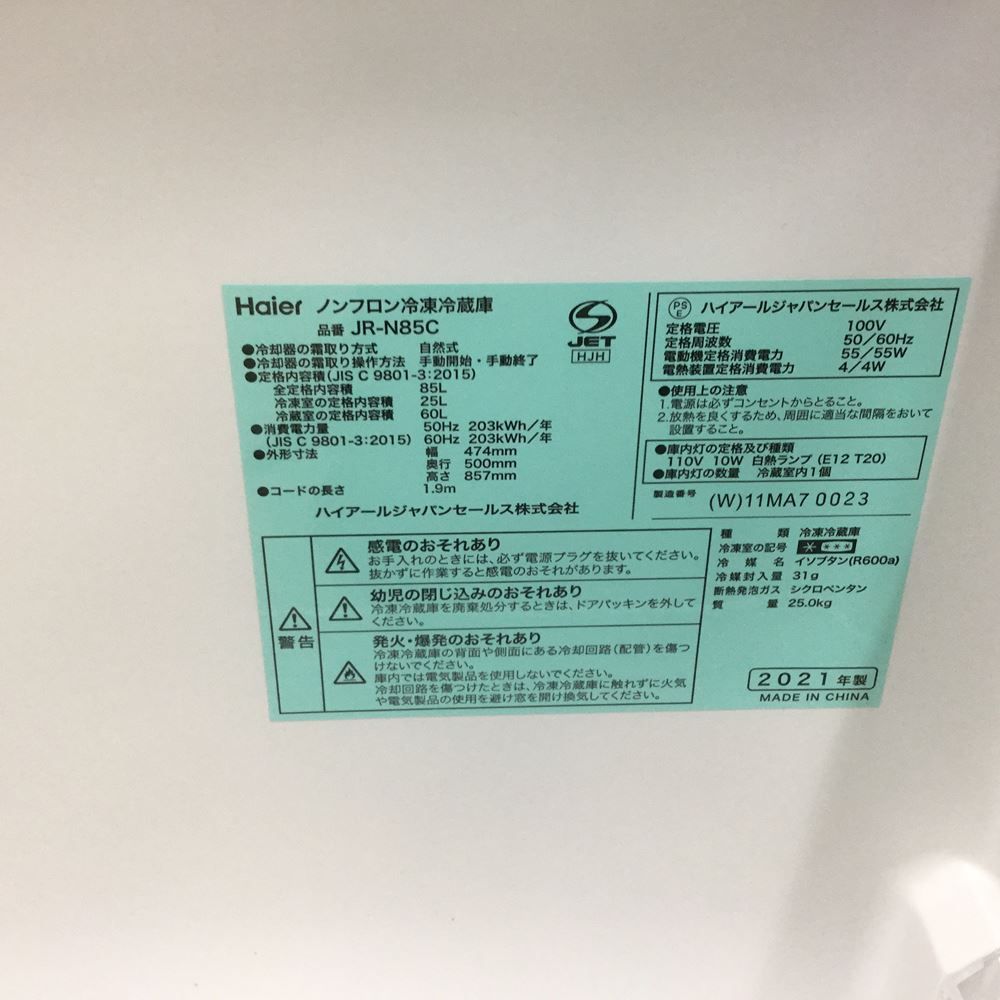 Haier ノンフロン冷凍冷蔵庫
品番 JR-N85C
●冷却器の霜取り方式 自然式
●冷却器の霜取り操作方法 手動開始・手動終了
●定格内容積(JIS C 9801-3:2015)
全定格内容積 85L
冷凍室の定格内容積 25L
冷蔵室の定格内容積 60L
●消費電力量 50Hz 203kWh/年
(JIS C 9801-3:2015) 60Hz 203kWh/年
●外形寸法 幅 474mm
奥行 500mm
高さ 857mm
●コードの長さ 1.9m
ハイアールジャパンセールス株式会社
JET
HJH
PS E ハイアールジャパンセールス株式会社
定格電圧 100V
定格周波数 50/60Hz
電動機定格消費電力 55/55W
電熱装置定格消費電力 4/4W
●使用上の注意
1.電源は必ずコンセントからとること。
2.放熱を良くするため、周囲に適当な間隔をおいて
設置すること。
●庫内灯の定格及び種類
110V 10W 白熱ランプ(E12 T20)
●庫内灯の数量 冷蔵室内1個
製造番号 (W)11MA7 0023
警告
感電のおそれあり
お手入れのときには、必ず電源プラグを抜いてください。
抜かずに作業すると感電のおそれがあります。
幼児の閉じ込みのおそれあり
冷凍冷蔵庫を廃棄処分するときは、ドアパッキンを外して
ください。
発火・爆発のおそれあり
冷凍冷蔵庫の背面や側面にある冷却回路(配管)を傷つ
けないでください。
庫内では電気製品を使用しないでください。
冷却回路を傷つけたときは、冷凍冷蔵庫に触れずに火気
や電気製品の使用を避け窓を開け換気してください。
種類 冷凍冷蔵庫
冷凍室の記号 ****
冷媒名 イソブタン(R600a)
冷媒封入量 31g
断熱発泡ガス シクロペンタン
質量 25.0kg
2021年製
MADE IN CHINA